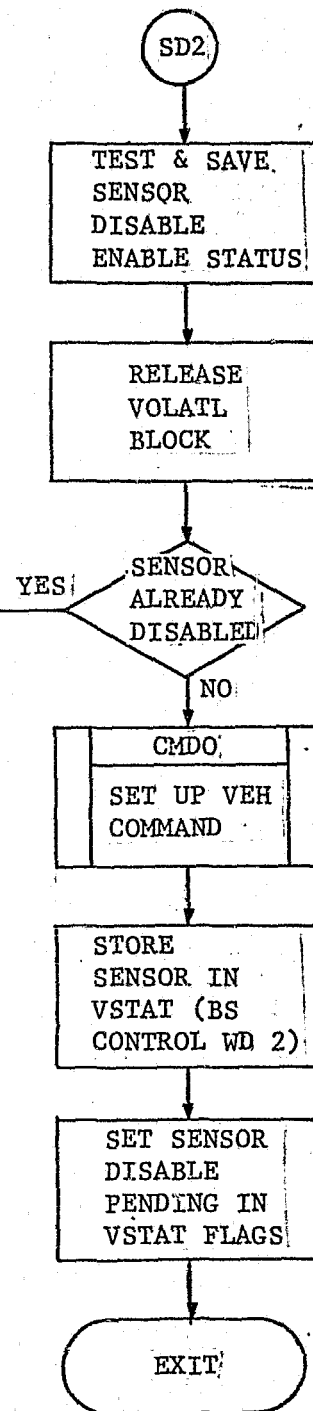 SD2
TEST & SAVE
SENSOR
DISABLE
ENABLE STATUS
RELEASE
VOLATL
BLOCK
YES
SENSOR
ALREADY
DISABLED
NO
CMDO
SET UP VEH
COMMAND
STORE
SENSOR IN
VSTAT (BS
CONTROL WD 2)
SET SENSOR
DISABLE
PENDING IN
VSTAT FLAGS
EXIT